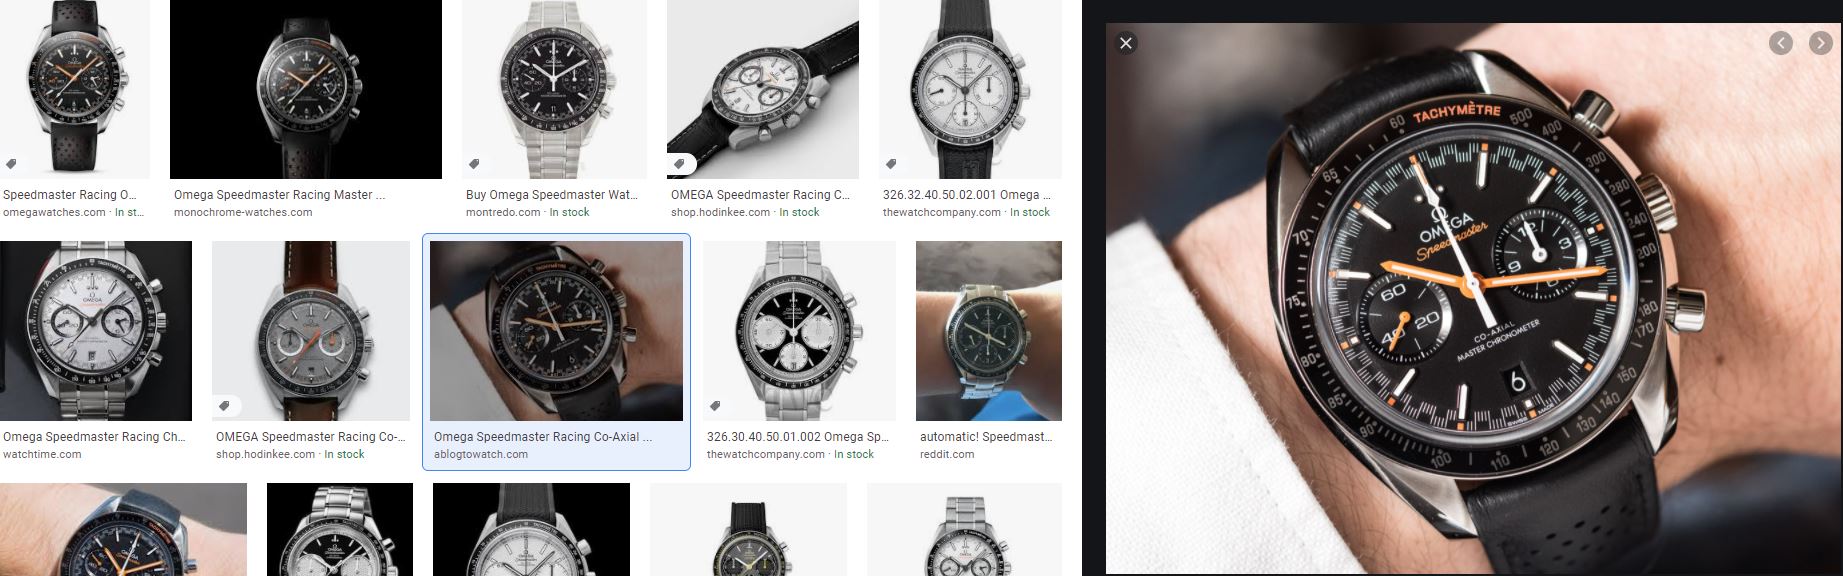 Speedmaster Racing O...
omegawatches.com · In st...
Omega Speedmaster Racing Master ...
monochrome-watches.com
Buy Omega Speedmaster Wat...
montredo.com · In stock
OMEGA Speedmaster Racing C...
shop.hodinkee.com · In stock
326.32.40.50.02.001 Omega ...
thewatchcompany.com · In stock
Omega Speedmaster Racing Ch...
watchtime.com
OMEGA Speedmaster Racing Co-...
shop.hodinkee.com · In stock
Omega Speedmaster Racing Co-Axial ...
ablogtowatch.com
326.30.40.50.01.002 Omega Sp...
thewatchcompany.com · In stock
automatic! Speedmast...
reddit.com
60 TACHYMÈTRE 500 400 300 280 240 200 180 170 150 140 130 120 110 100 85 80 75 70 65
OMEGA
Speedmaster
12 3 9 6
60 20 40
CO-AXIAL
MASTER CHRONOMETER
6
SWISS MADE